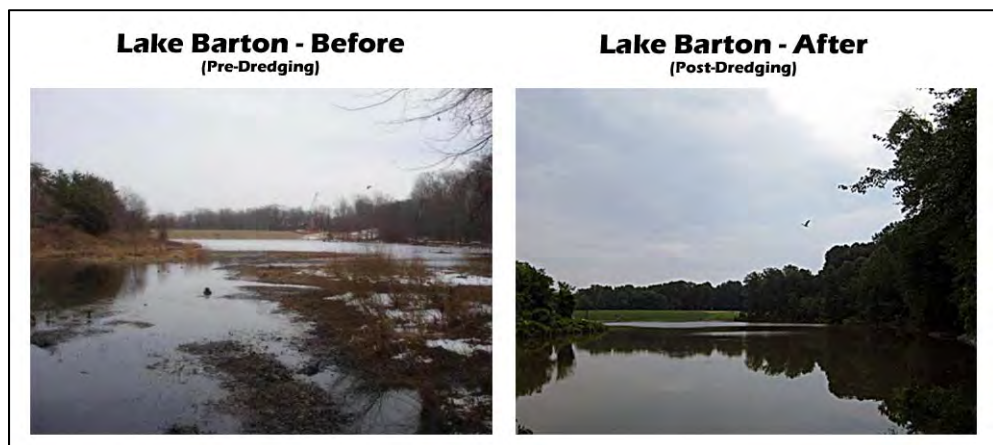 Lake Barton - Before
(Pre-Dredging)
Lake Barton - After
(Post-Dredging)